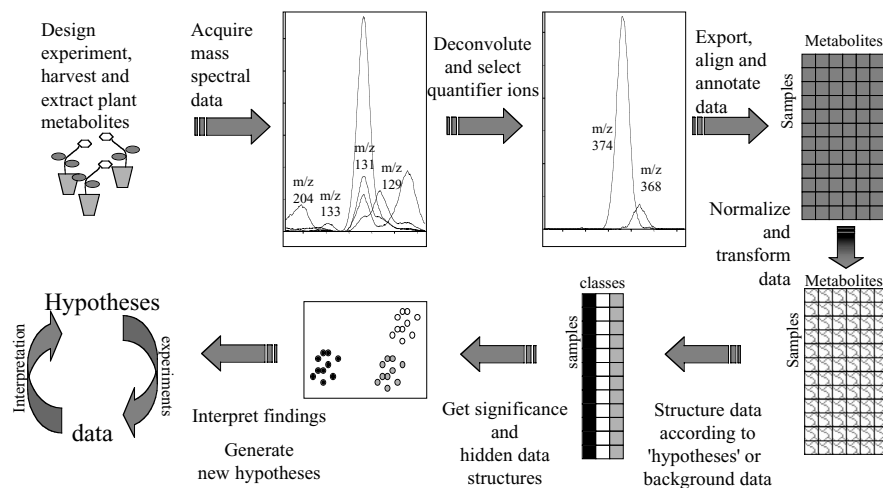 Design
experiment,
harvest and
extract plant
metabolites
Acquire
mass
spectral
data
m/z
204
m/z
133
m/z
131
m/z
129
Deconvolute
and select
quantifier ions
m/z
374
m/z
368
Export,
align and
annotate
data
Metabolites
Samples
Normalize
and
transform
data
Metabolites
Samples
Structure data
according to
'hypotheses' or
background data
classes
samples
Get significance
and
hidden data
structures
Interpret findings
Generate
new hypotheses
Hypotheses
experiments
data
Interpretation